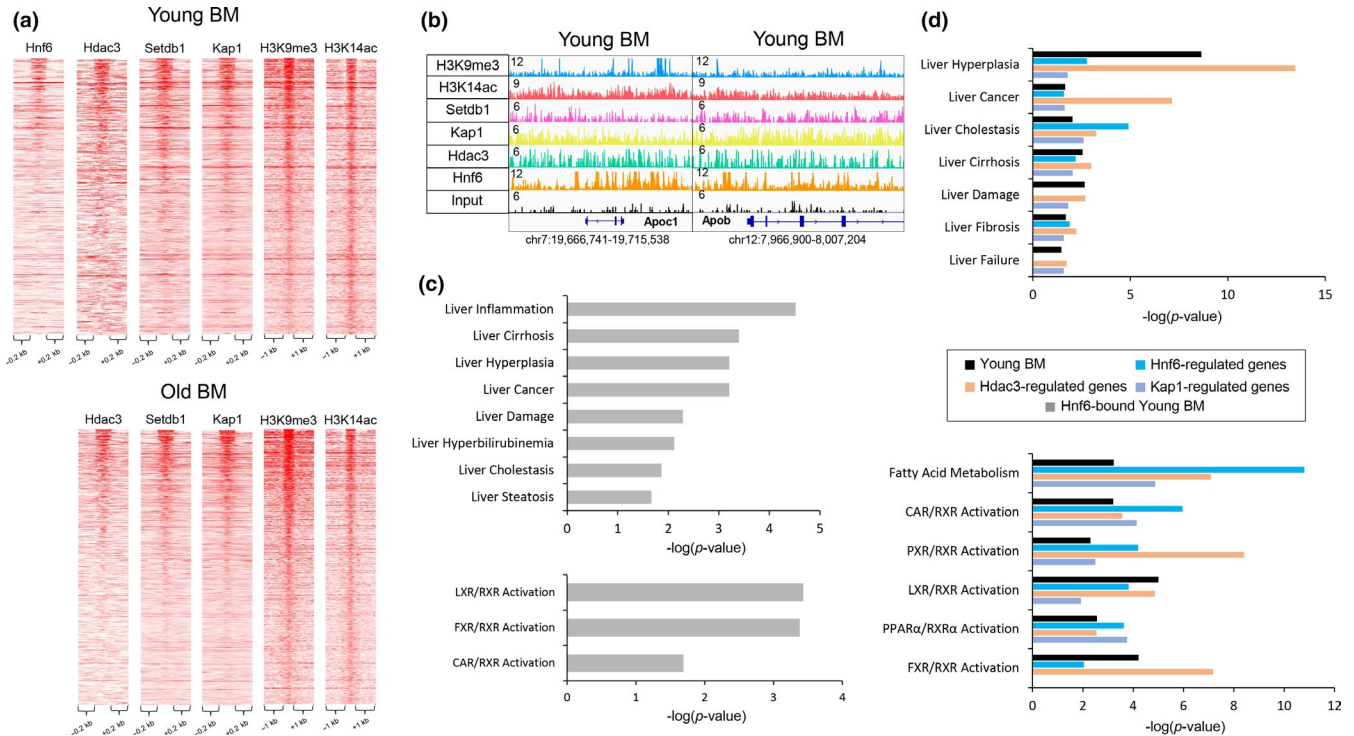 (a)
Young BM
Hnf6 Hdac3 Setdb1 Kap1 H3K9me3 H3K14ac
−0.2 kb +0.2 kb −0.2 kb +0.2 kb −0.2 kb +0.2 kb −0.2 kb +0.2 kb −1 kb +1 kb −1 kb +1 kb
Old BM
Hdac3 Setdb1 Kap1 H3K9me3 H3K14ac
−0.2 kb +0.2 kb −0.2 kb +0.2 kb −0.2 kb +0.2 kb −1 kb +1 kb −1 kb +1 kb
(b)
Young BM Young BM
H3K9me3 12 12
H3K14ac 9 9
Setdb1 6 6
Kap1 6 6
Hdac3 6 6
Hnf6 12 12
Input 6 6
Apoc1 Apob
chr7:19,666,741-19,715,538 chr12:7,966,900-8,007,204
(c)
Liver Inflammation
Liver Cirrhosis
Liver Hyperplasia
Liver Cancer
Liver Damage
Liver Hyperbilirubinemia
Liver Cholestasis
Liver Steatosis
0 1 2 3 4 5
-log(p-value)
LXR/RXR Activation
FXR/RXR Activation
CAR/RXR Activation
0 1 2 3 4
-log(p-value)
(d)
Liver Hyperplasia
Liver Cancer
Liver Cholestasis
Liver Cirrhosis
Liver Damage
Liver Fibrosis
Liver Failure
0 5 10 15
-log(p-value)
Young BM Hnf6-regulated genes
Hdac3-regulated genes Kap1-regulated genes
Hnf6-bound Young BM
Fatty Acid Metabolism
CAR/RXR Activation
PXR/RXR Activation
LXR/RXR Activation
PPARα/RXRα Activation
FXR/RXR Activation
0 2 4 6 8 10 12
-log(p-value)